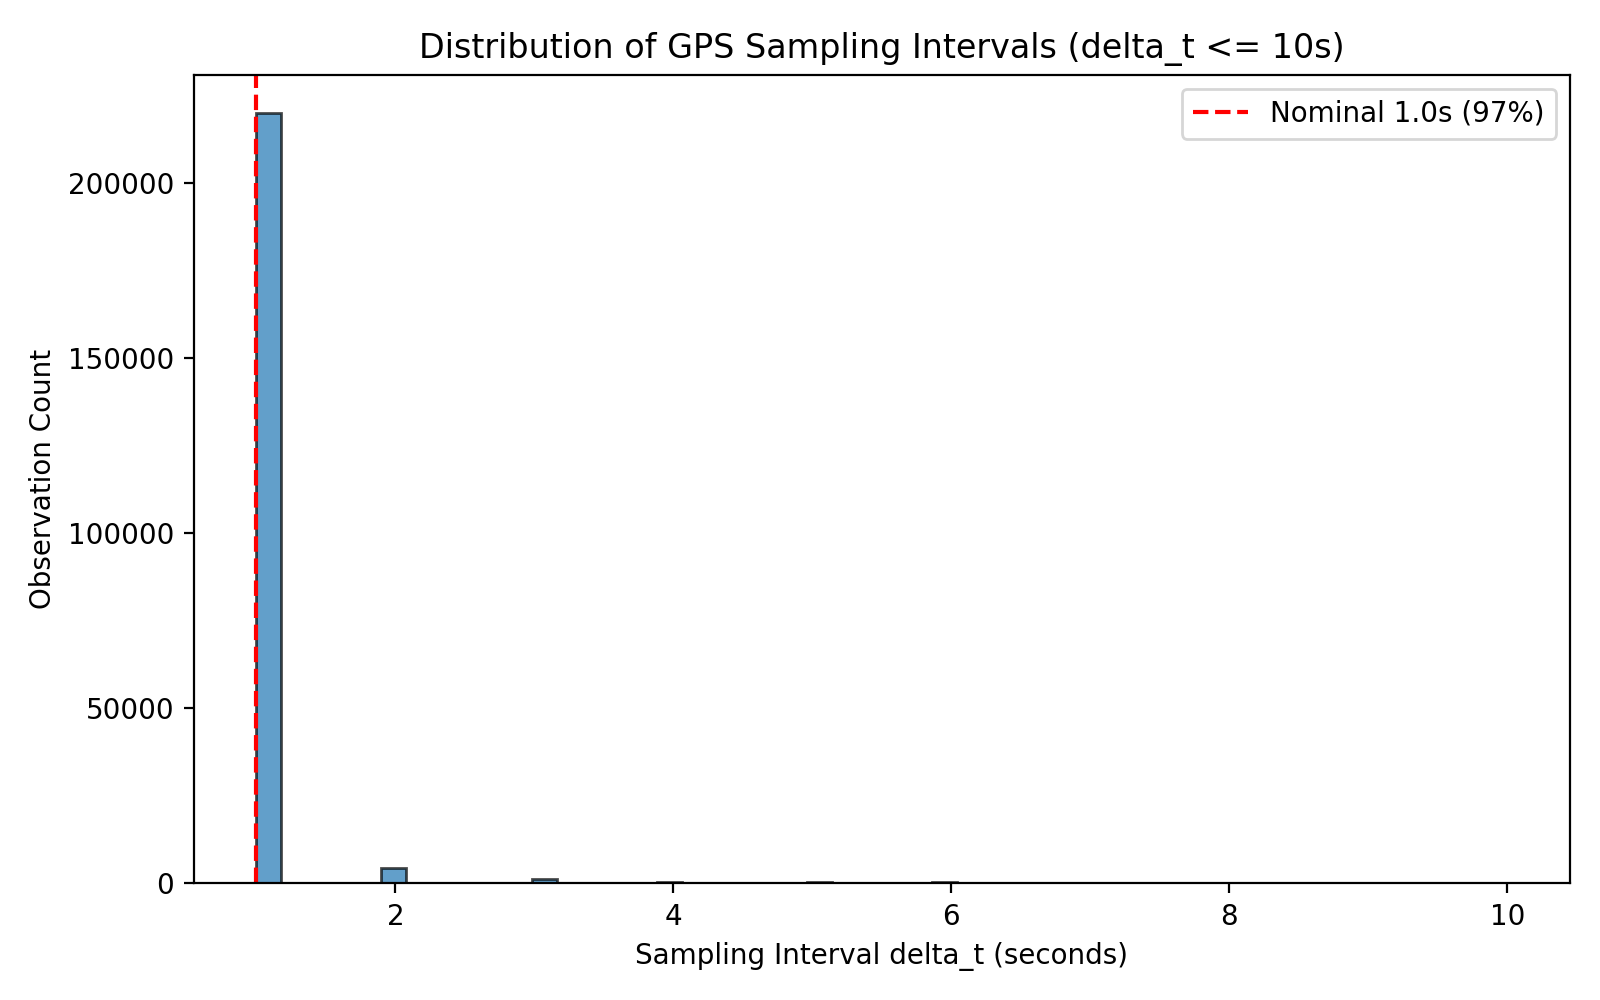 Distribution of GPS Sampling Intervals (delta_t <= 10s)
Nominal 1.0s (97%)
Observation Count
200000
150000
100000
50000
0
2
4
6
8
10
Sampling Interval delta_t (seconds)